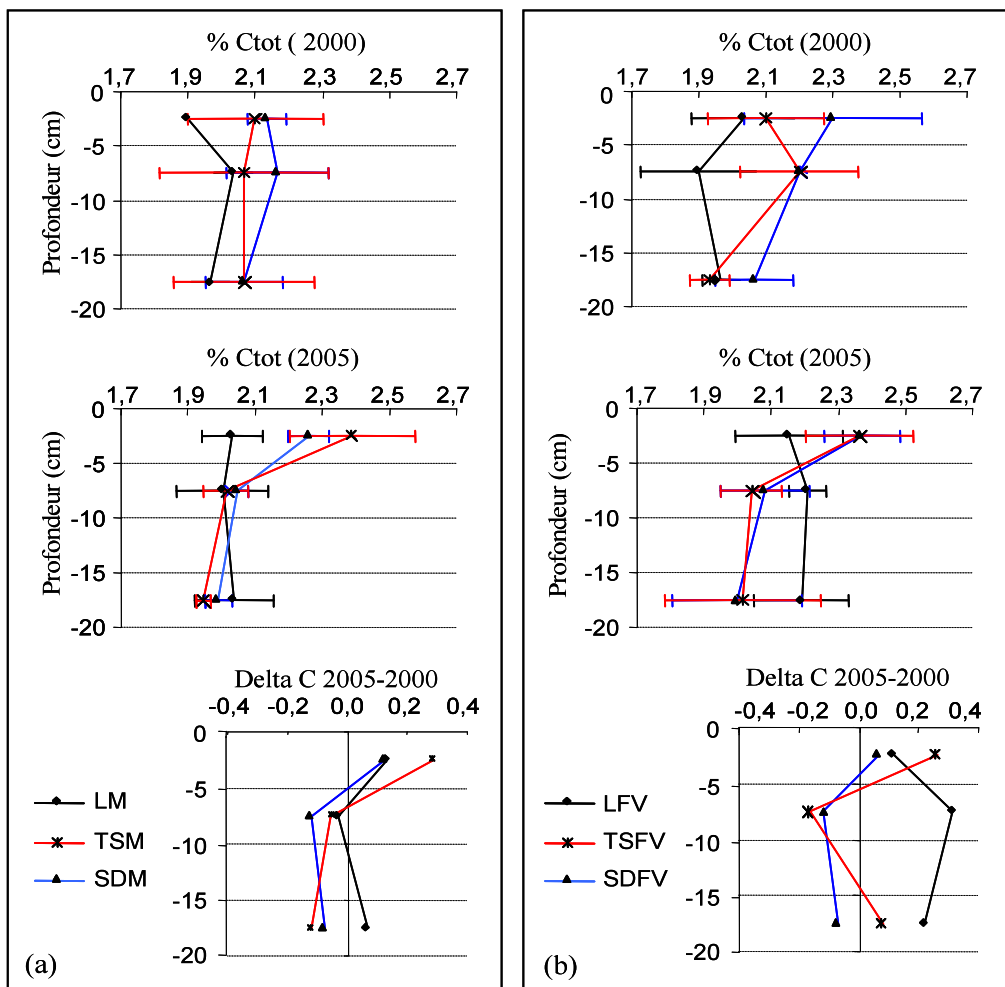 % Ctot ( 2000)
1,7 1,9 2,1 2,3 2,5 2,7
0
-5
-10
-15
-20
Profondeur (cm)
% Ctot (2005)
1,7 1,9 2,1 2,3 2,5 2,7
0
-5
-10
-15
-20
Profondeur (cm)
Delta C 2005-2000
-0,4 -0,2 0,0 0,2 0,4
0
-5
-10
-15
-20
LM
TSM
SDM
(a)
% Ctot (2000)
1,7 1,9 2,1 2,3 2,5 2,7
0
-5
-10
-15
-20
Profondeur (cm)
% Ctot (2005)
1,7 1,9 2,1 2,3 2,5 2,7
0
-5
-10
-15
-20
Profondeur (cm)
Delta C 2005-2000
-0,4 -0,2 0,0 0,2 0,4
0
-5
-10
-15
-20
LFV
TSFV
SDFV
(b)